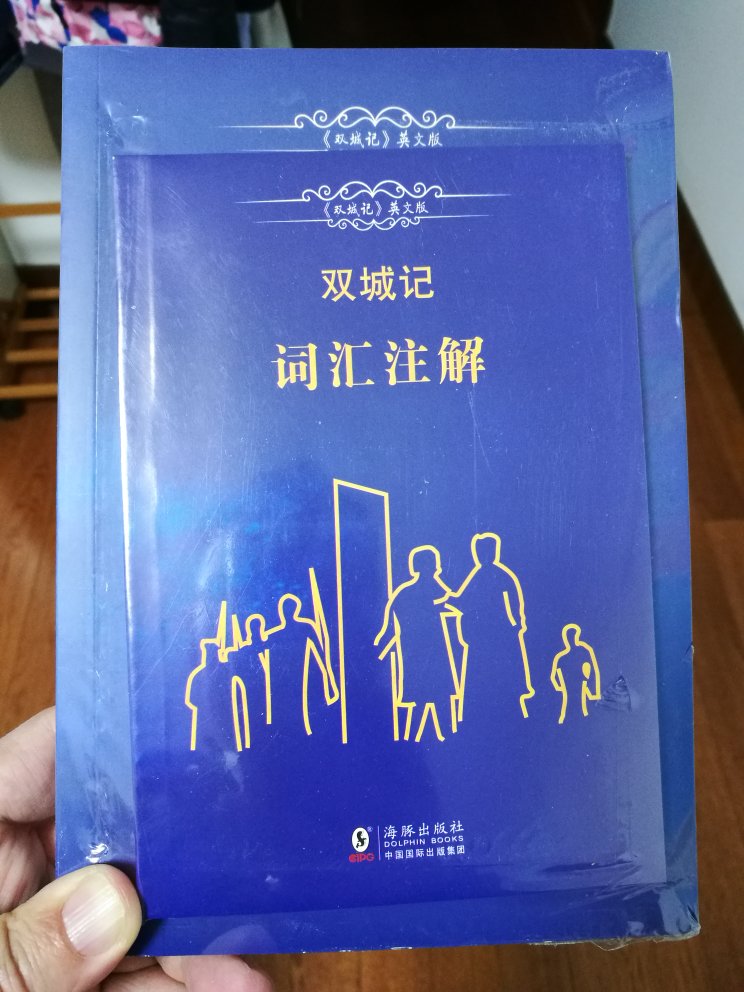 《双城记》英文版
《双城记》英文版
双城记
词汇注解
海豚出版社
DOLPHIN BOOKS
CIPG
中国国际出版集团